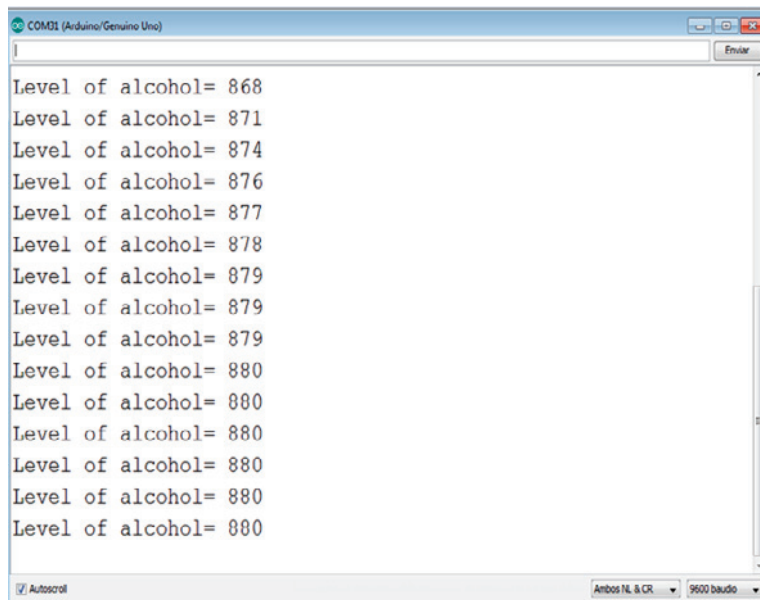 COM31 (Arduino/Genuino Uno)
Enviar
Level of alcohol= 868
Level of alcohol= 871
Level of alcohol= 874
Level of alcohol= 876
Level of alcohol= 877
Level of alcohol= 878
Level of alcohol= 879
Level of alcohol= 879
Level of alcohol= 879
Level of alcohol= 880
Level of alcohol= 880
Level of alcohol= 880
Level of alcohol= 880
Level of alcohol= 880
Level of alcohol= 880
Autoscroll Ambos NL & CR 9600 baudio